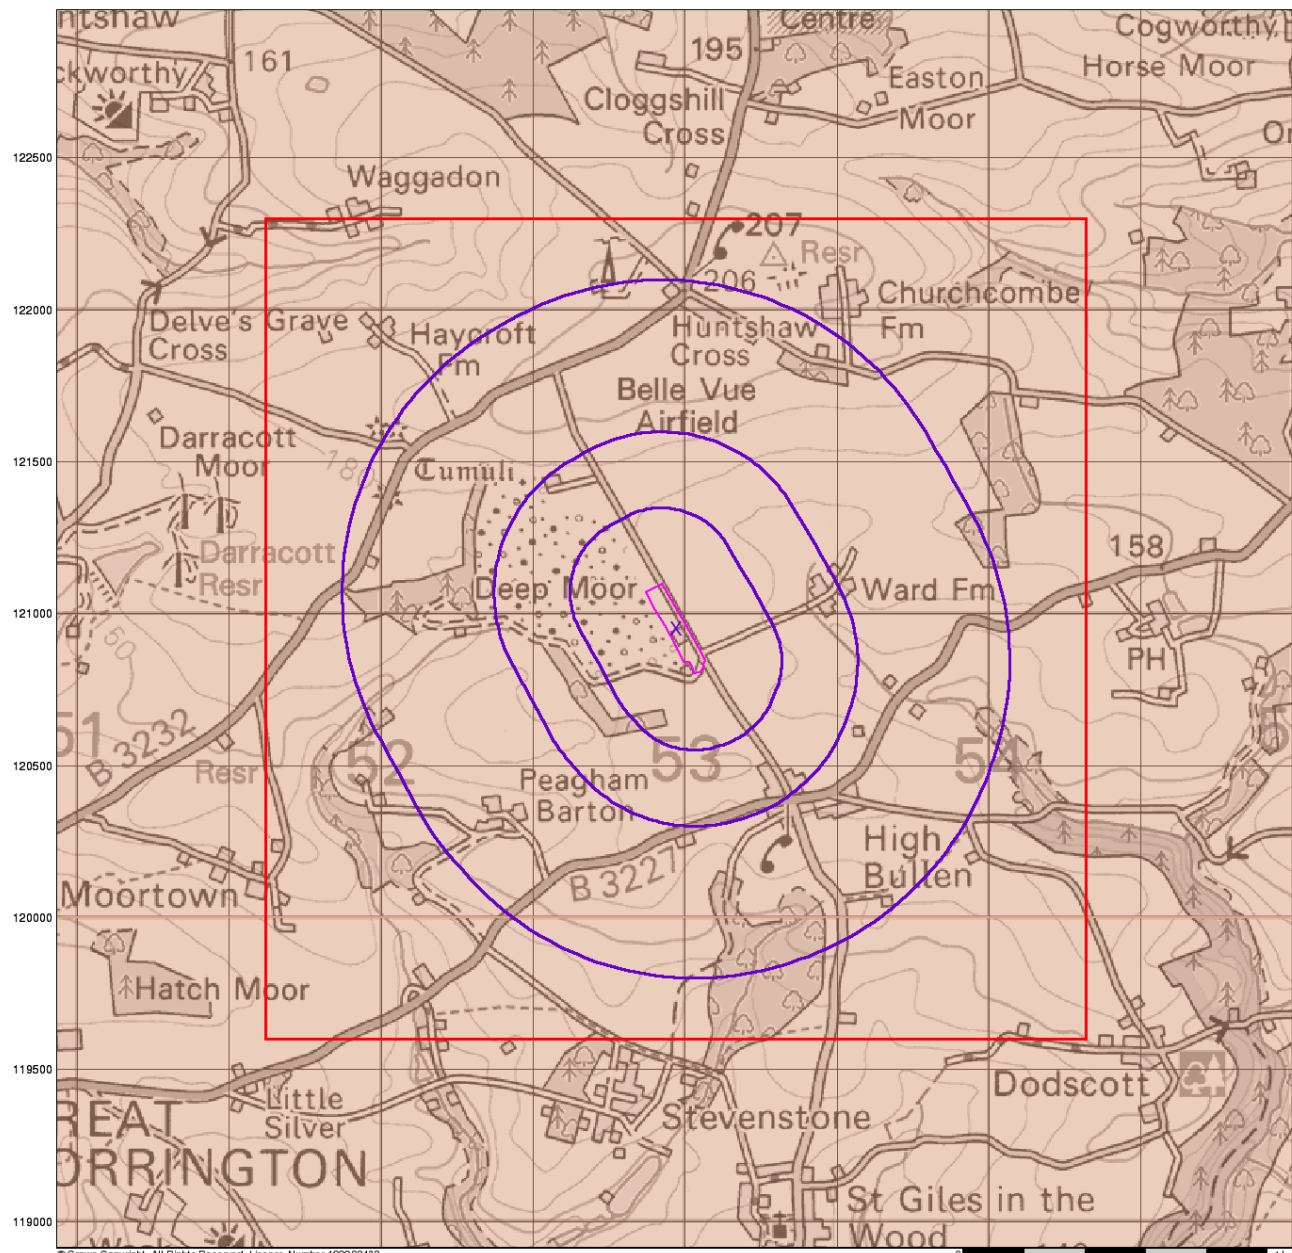 ntshaw
Centre
Cogworthy
161
195
ckworthy
Horse Moor
Easton
Moor
Cloggshill
Cross
Or
122500
Waggadon
207
Resr
206
Churchcombe
Fm
122000
Delve's Grave
Cross
Haycroft
Fm
Huntshaw
Cross
Belle Vue
Airfield
Darracott
Moor
121500
Tumuli
158
Darracott
Resr
Deep Moor
Ward Fm
121000
50
PH
51
52
53
54
B 3232
Resr
120500
Peagham
Barton
High
Bullen
B 3227
Moortown
120000
Hatch Moor
119500
Little
Silver
Dodscott
REAT
ORRINGTON
Stevenstone
St Giles in the
Wood
119000